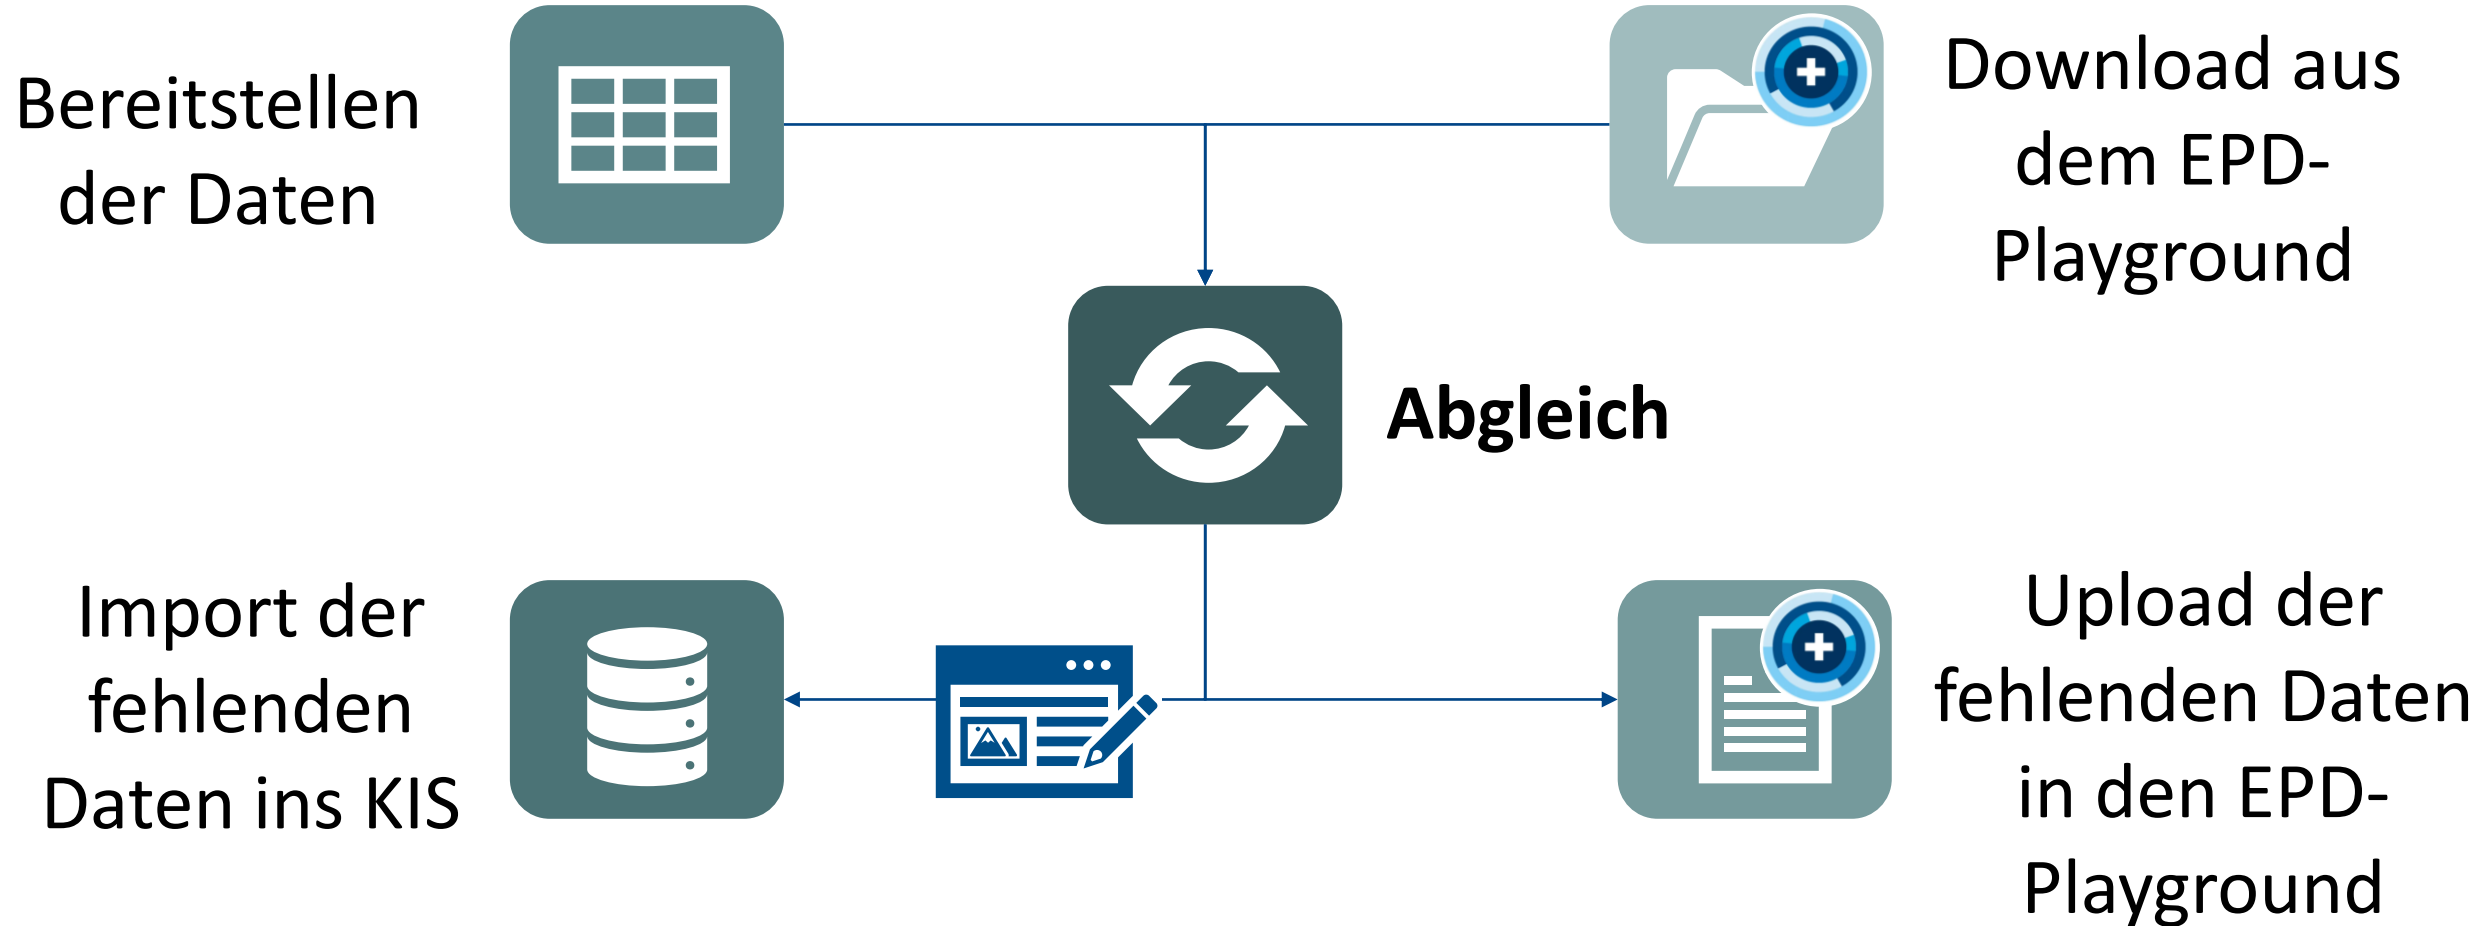 Bereitstellen
der Daten
Download aus
dem EPD-
Playground
Abgleich
Import der
fehlenden
Daten ins KIS
Upload der
fehlenden Daten
in den EPD-
Playground